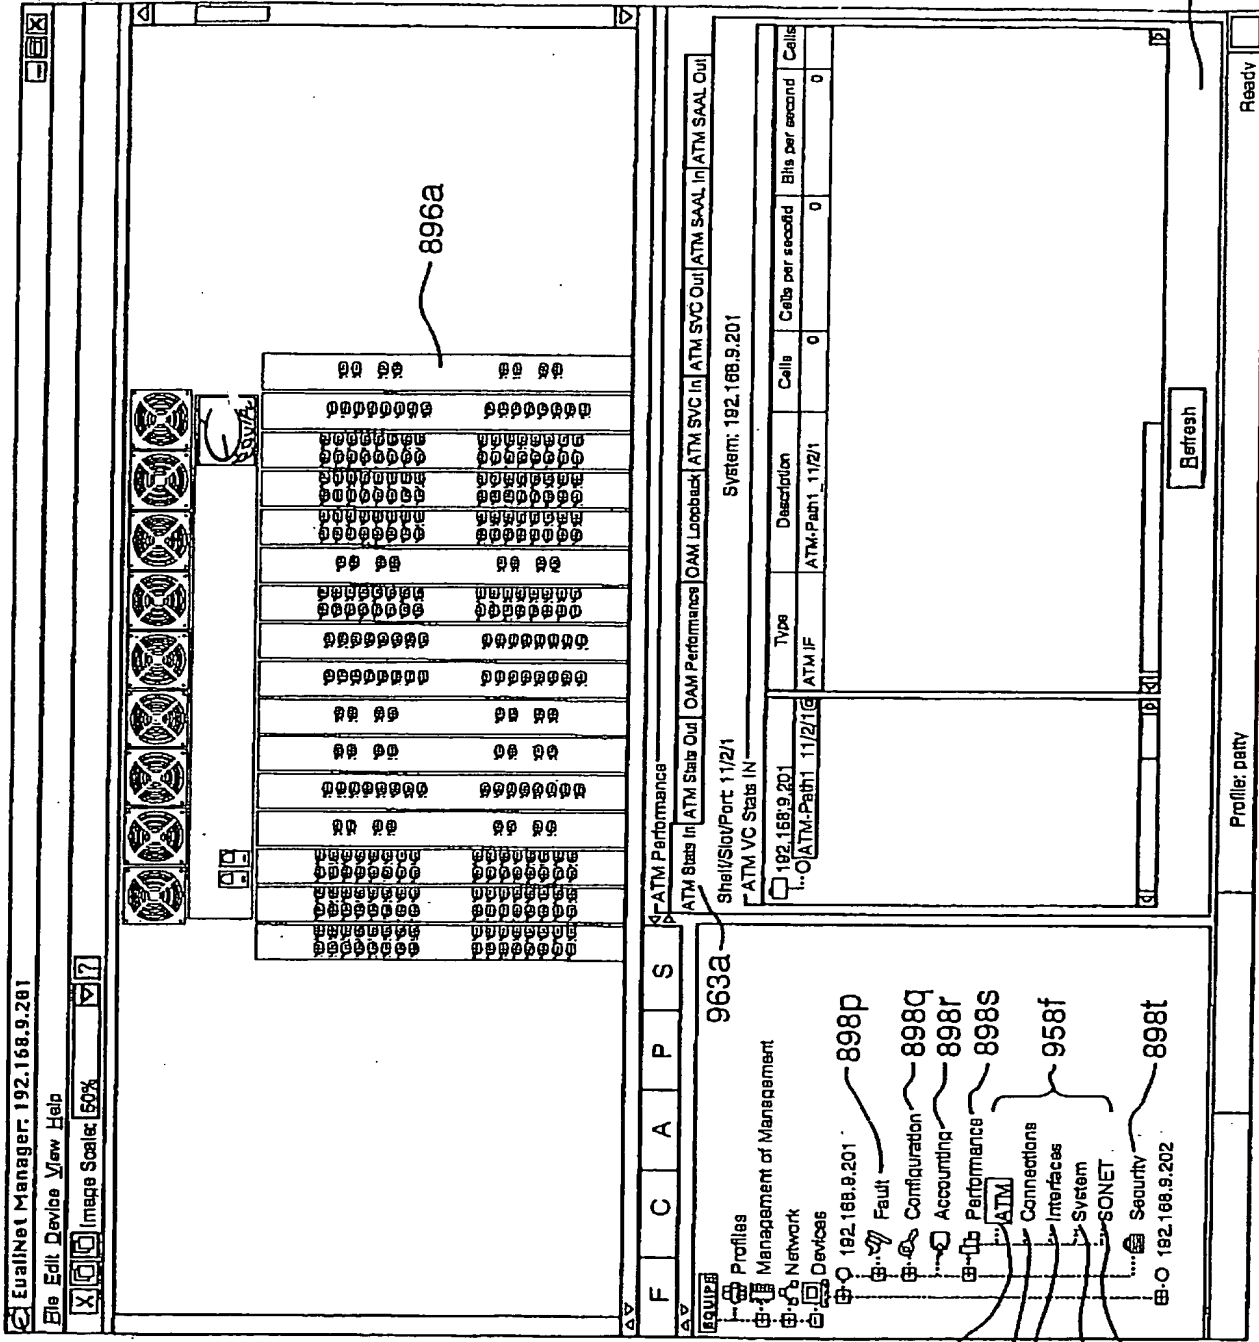 EualiNet Manager: 192.168.9.201
File Edit Device View Help
Image Scale: 50% ?
896a
F C A P S
EQUIPE
Profiles
Management of Management
Network
Devices
192.168.9.201
Fault
Configuration
Accounting
Performance
ATM
Connections
Interfaces
System
SONET
Security
192.168.9.202
898p
898q
898r
898s
958f
898t
963a
ATM Performance
ATM Stats In ATM Stats Out OAM Performance OAM Loopback ATM SVC In ATM SVC Out ATM SAAL In ATM SAAL Out
Shelf/Slot/Port: 11/2/1 System: 192.168.9.201
ATM VC Stats IN
192.168.9.201
ATM-Path1 11/2/1
Type Description Cells Cells per second Bits per second Cells
ATM IF ATM-Path1_11/2/1 0 0 0
Refresh
Profile: patty Ready